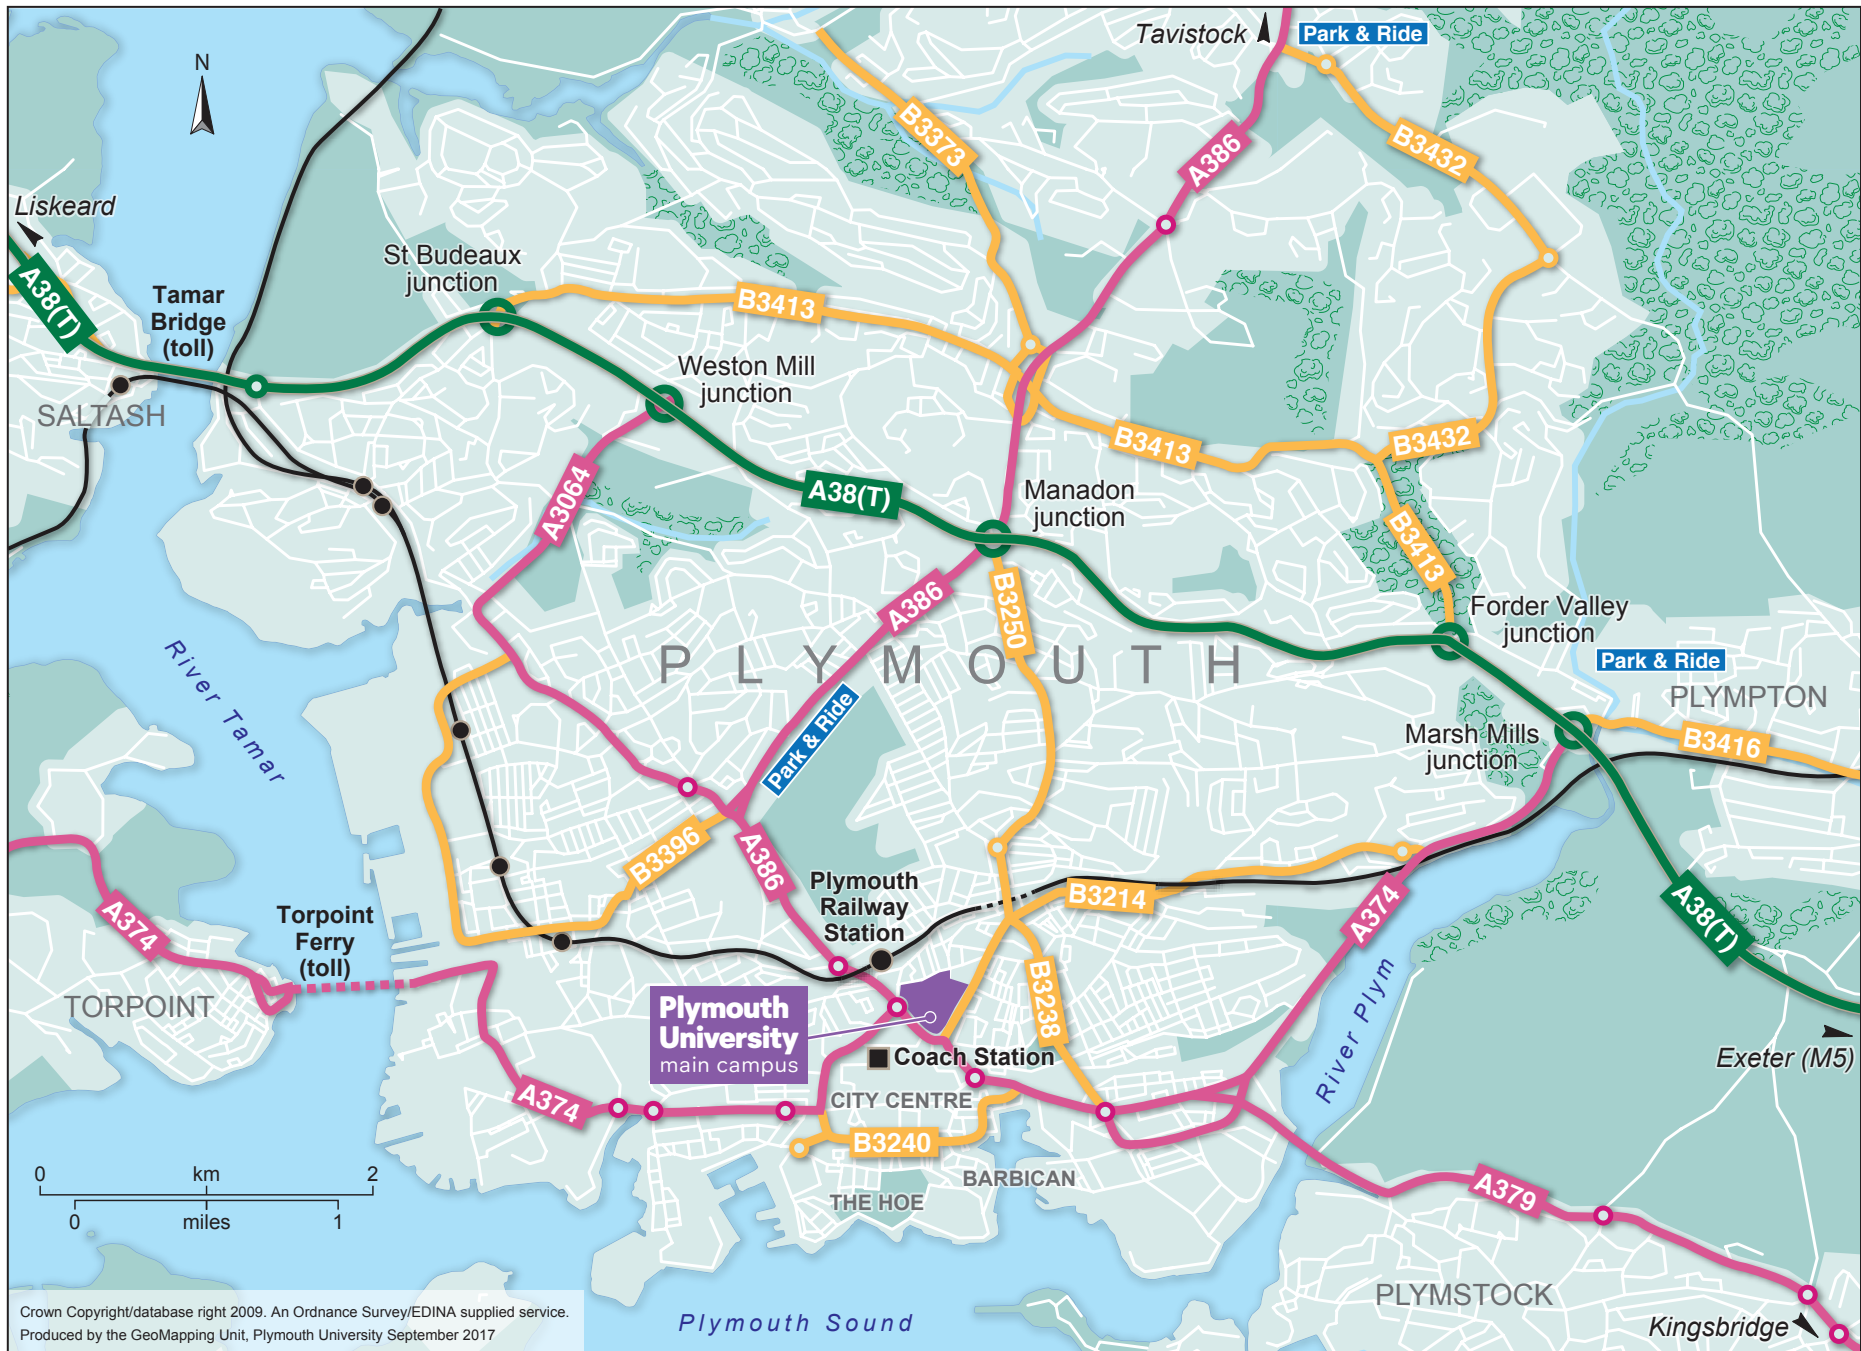 Tavistock
Park & Ride
N
B3373
B3432
A386
Liskeard
St Budeaux
junction
A38(T)
Tamar
Bridge
(toll)
B3413
Weston Mill
junction
SALTASH
B3413
B3432
A3064
A38(T)
Manadon
junction
B3413
A386
B3250
Forder Valley
junction
PLYMOUTH
Park & Ride
PLYMPTON
River Tamar
Park & Ride
Marsh Mills
junction
B3416
B3396
A386
Plymouth
Railway
Station
B3214
A374
A38(T)
A374
Torpoint
Ferry
(toll)
TORPOINT
Plymouth
University
main campus
B3238
River Plym
Coach Station
Exeter (M5)
A374
CITY CENTRE
B3240
BARBICAN
THE HOE
A379
0 km 2
0 miles 1
PLYMSTOCK
Kingsbridge
Plymouth Sound
Crown Copyright/database right 2009. An Ordnance Survey/EDINA supplied service.
Produced by the GeoMapping Unit, Plymouth University September 2017